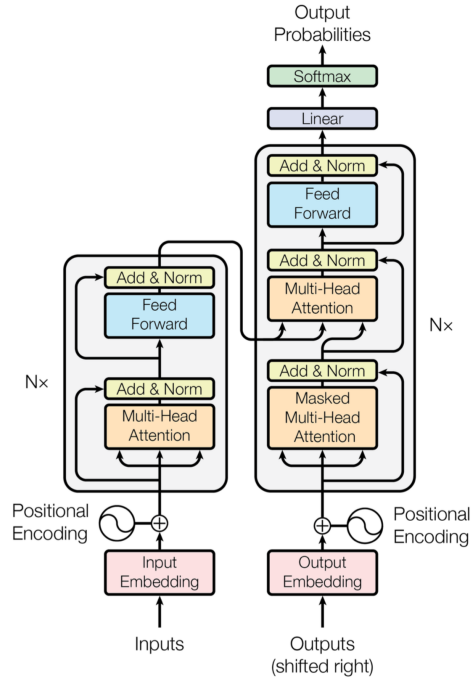 Output
Probabilities
Softmax
Linear
Add & Norm
Feed
Forward
Add & Norm
Multi-Head
Attention
Add & Norm
Masked
Multi-Head
Attention
N×
Add & Norm
Feed
Forward
Add & Norm
Multi-Head
Attention
N×
Positional
Encoding
Input
Embedding
Inputs
Positional
Encoding
Output
Embedding
Outputs
(shifted right)